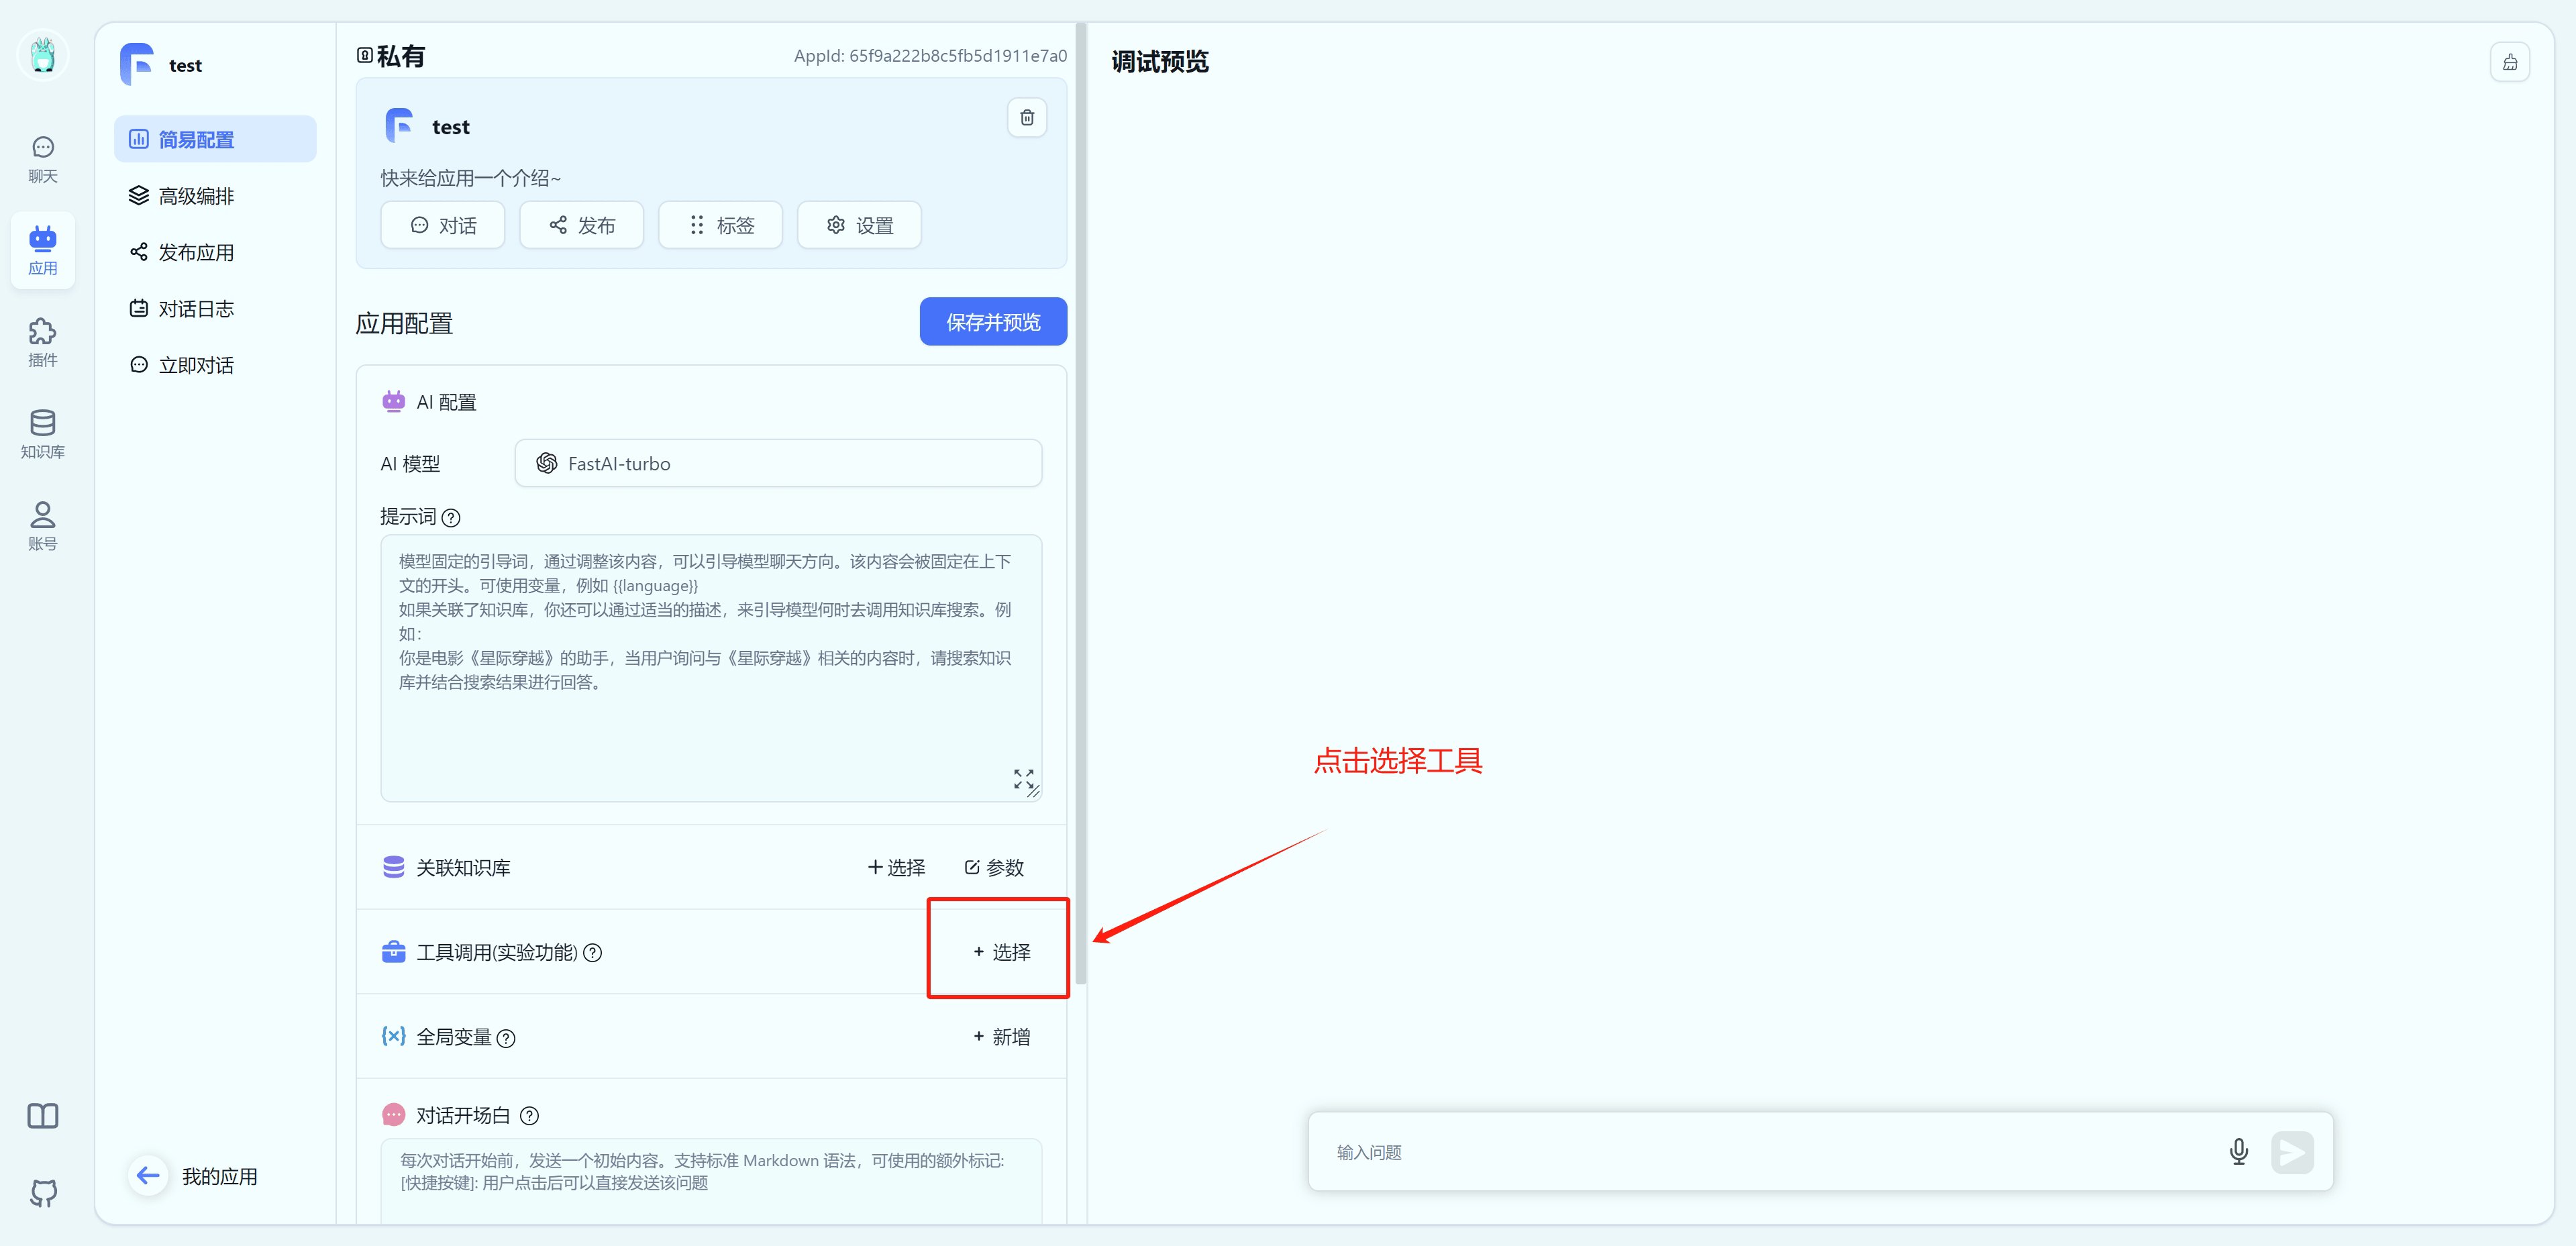 聊天
应用
插件
知识库
账号
test
简易配置
高级编排
发布应用
对话日志
立即对话
我的应用
私有
AppId: 65f9a222b8c5fb5d1911e7a0
test
快来给应用一个介绍~
对话
发布
标签
设置
应用配置
保存并预览
AI 配置
AI 模型
FastAI-turbo
提示词
模型固定的引导词，通过调整该内容，可以引导模型聊天方向。该内容会被固定在上下
文的开头。可使用变量，例如 {{language}}
如果关联了知识库，你还可以通过适当的描述，来引导模型何时去调用知识库搜索。例
如：
你是电影《星际穿越》的助手，当用户询问与《星际穿越》相关的内容时，请搜索知识
库并结合搜索结果进行回答。
关联知识库
+选择
参数
工具调用(实验功能)
+ 选择
全局变量
+ 新增
对话开场白
每次对话开始前，发送一个初始内容。支持标准 Markdown 语法，可使用的额外标记:
[快捷按键]: 用户点击后可以直接发送该问题
调试预览
点击选择工具
输入问题